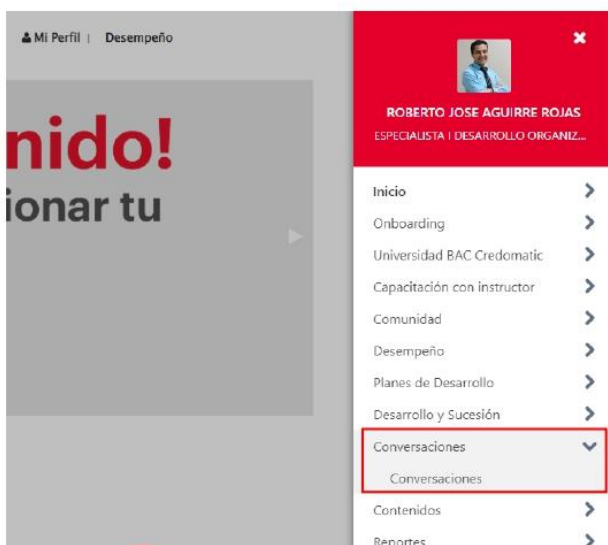 Mi Perfil | Desempeño
nido!
ionar tu
ROBERTO JOSE AGUIRRE ROJAS
ESPECIALISTA I DESARROLLO ORGANIZ...
Inicio
Onboarding
Universidad BAC Credomatic
Capacitación con instructor
Comunidad
Desempeño
Planes de Desarrollo
Desarrollo y Sucesión
Conversaciones
Conversaciones
Contenidos
Reportes